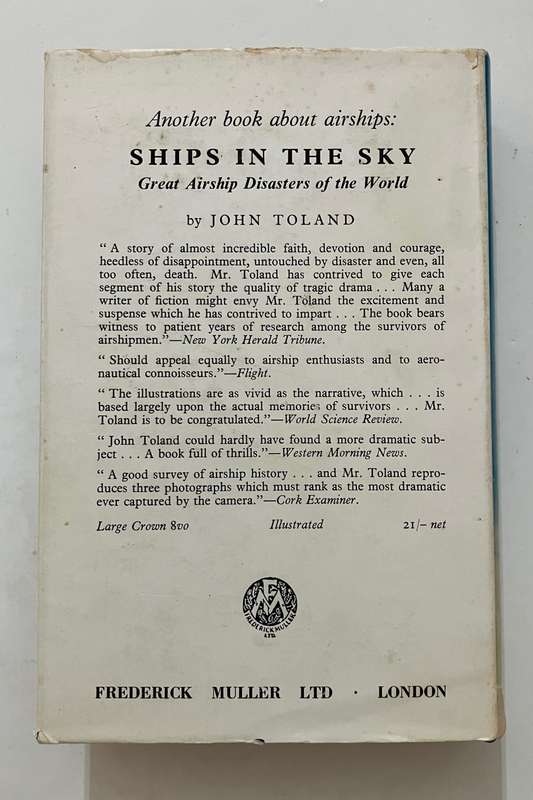 Another book about airships:
SHIPS IN THE SKY
Great Airship Disasters of the World
by JOHN TOLAND
“ A story of almost incredible faith, devotion and courage,
heedless of disappointment, untouched by disaster and even, all
too often, death. Mr. Toland has contrived to give each
segment of his story the quality of tragic drama . . . Many a
writer of fiction might envy Mr. Toland the excitement and
suspense which he has contrived to impart . . . The book bears
witness to patient years of research among the survivors of
airshipmen.”—New York Herald Tribune.
“ Should appeal equally to airship enthusiasts and to aero-
nautical connoisseurs.”—Flight.
“ The illustrations are as vivid as the narrative, which . . . is
based largely upon the actual memories of survivors . . . Mr.
Toland is to be congratulated.”—World Science Review.
“ John Toland could hardly have found a more dramatic sub-
ject . . . A book full of thrills.”—Western Morning News.
“ A good survey of airship history . . . and Mr. Toland repro-
duces three photographs which must rank as the most dramatic
ever captured by the camera.”—Cork Examiner.
Large Crown 8vo Illustrated 21/– net
FM
FREDERICK MULLER
LTD
FREDERICK MULLER LTD · LONDON